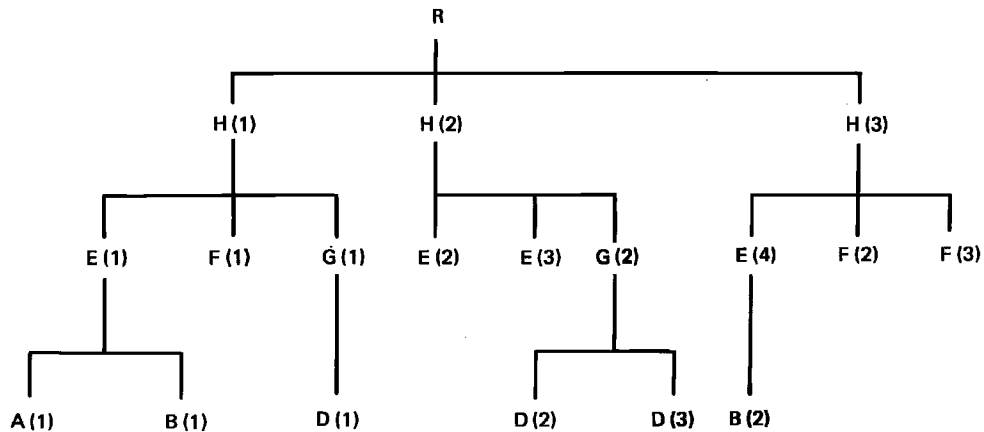 R
H (1) H (2) H (3)
E (1) F (1) G (1) E (2) E (3) G (2) E (4) F (2) F (3)
A (1) B (1) D (1) D (2) D (3) B (2)